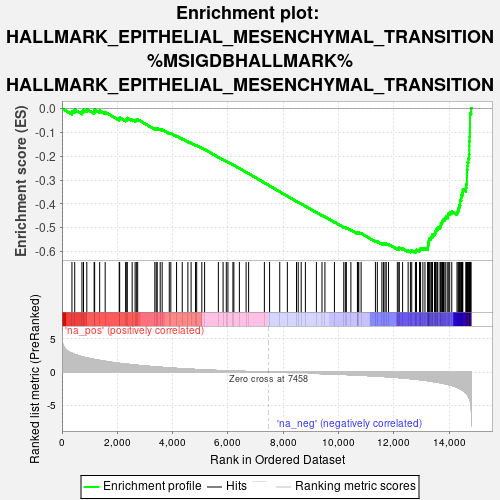 Enrichment plot:
HALLMARK_EPITHELIAL_MESENCHYMAL_TRANSITION
%MSIGDBHALLMARK%
HALLMARK_EPITHELIAL_MESENCHYMAL_TRANSITION
Enrichment score (ES)
0.0
-0.1
-0.2
-0.3
-0.4
-0.5
-0.6
'na_pos' (positively correlated)
Ranked list metric (PreRanked)
5
0
-5
Zero cross at 7458
'na_neg' (negatively correlated)
0
2,000
4,000
6,000
8,000
10,000
12,000
14,000
Rank in Ordered Dataset
Enrichment profile
Hits
Ranking metric scores